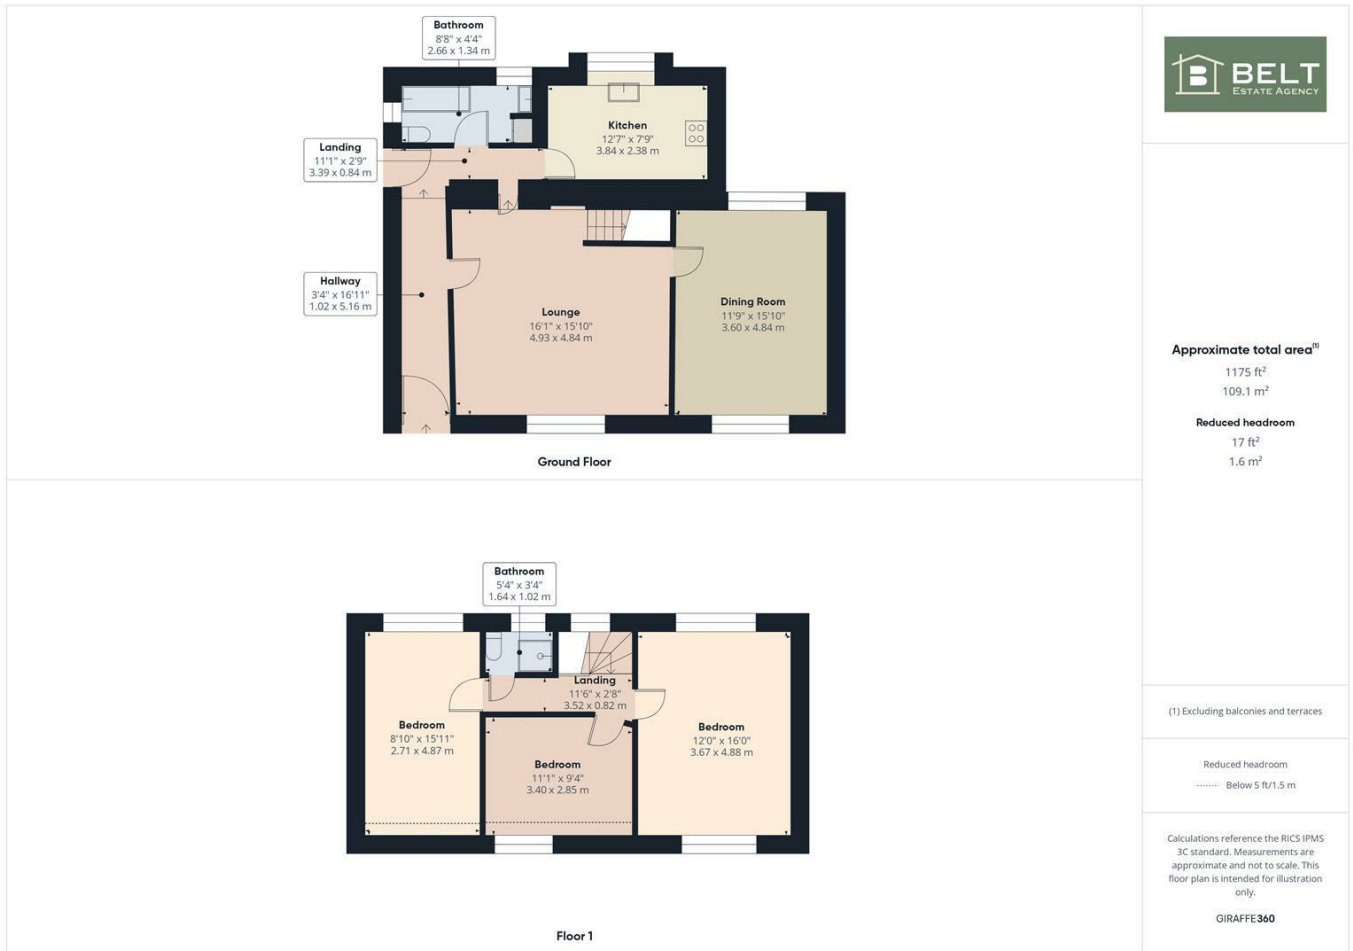 Bathroom
8'8" x 4'4"
2.66 x 1.34 m
Kitchen
12'7" x 7'9"
3.84 x 2.38 m
Landing
11'1" x 2'9"
3.39 x 0.84 m
Hallway
3'4" x 16'11"
1.02 x 5.16 m
Lounge
16'1" x 15'10"
4.93 x 4.84 m
Dining Room
11'9" x 15'10"
3.60 x 4.84 m
Ground Floor
Bathroom
5'4" x 3'4"
1.64 x 1.02 m
Landing
11'6" x 2'8"
3.52 x 0.82 m
Bedroom
8'10" x 15'11"
2.71 x 4.87 m
Bedroom
11'1" x 9'4"
3.40 x 2.85 m
Bedroom
12'0" x 16'0"
3.67 x 4.88 m
Floor 1
B BELT
ESTATE AGENCY
Approximate total area(1)
1175 ft²
109.1 m²
Reduced headroom
17 ft²
1.6 m²
(1) Excluding balconies and terraces
Reduced headroom
Below 5 ft/1.5 m
Calculations reference the RICS IPMS
3C standard. Measurements are
approximate and not to scale. This
floor plan is intended for illustration
only.
GIRAFFE360